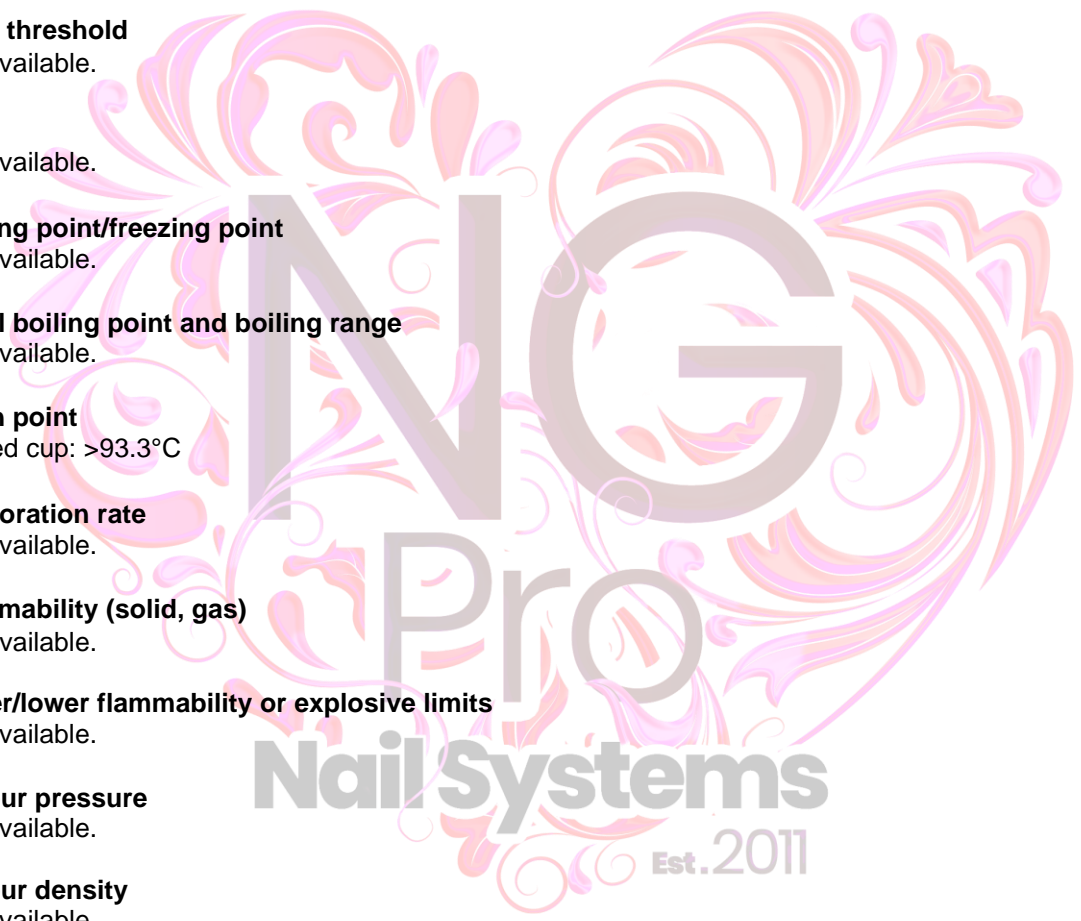 threshold
vailable.
vailable.
ng point/freezing point
vailable.
boiling point and boiling range
vailable.
point
ed cup: >93.3°C
oration rate
vailable.
mability (solid, gas)
vailable.
er/lower flammability or explosive limits
vailable.
ur pressure
vailable.
ur density
vailable.
NG
Pro
Nail Systems
Est. 2011